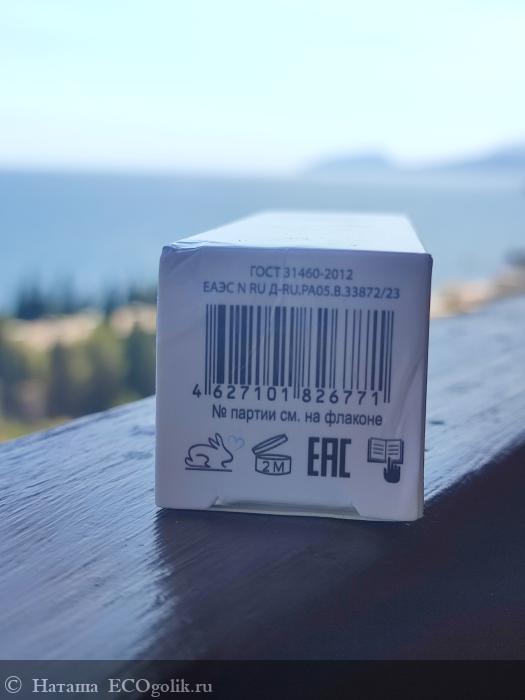 ГОСТ 31460-2012
ЕАЭС N RU Д-RU.РА05.В.33872/23
4 627101 826771
№ партии см. на флаконе
2М
ЕАС
© Наташа ECOgolik.ru